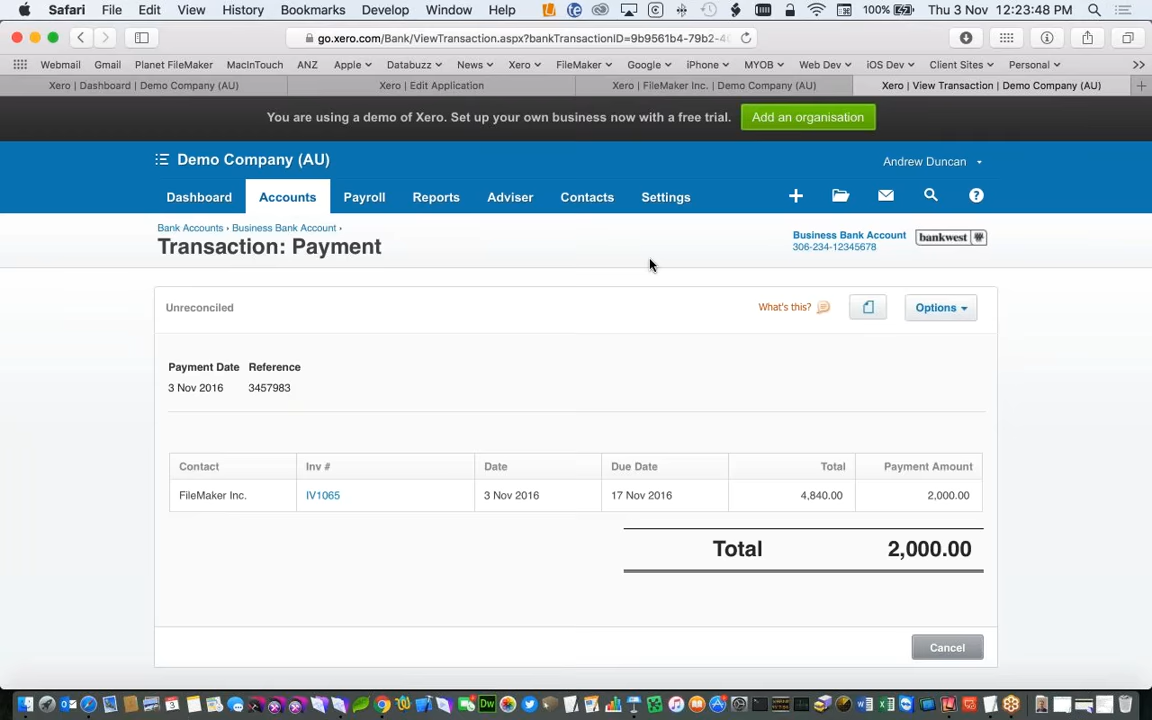 Safari File Edit View History Bookmarks Develop Window Help 100% Thu 3 Nov 12:23:48 PM
go.xero.com/Bank/ViewTransaction.aspx?bankTransactionID=9b9561b4-79b2-4
Webmail Gmail Planet FileMaker MacInTouch ANZ Apple Databuzz News Xero FileMaker Google iPhone MYOB Web Dev iOS Dev Client Sites Personal >>
Xero | Dashboard | Demo Company (AU) Xero | Edit Application Xero | FileMaker Inc. | Demo Company (AU) Xero | View Transaction | Demo Company (AU) +
You are using a demo of Xero. Set up your own business now with a free trial. Add an organisation
Demo Company (AU) Andrew Duncan
Dashboard Accounts Payroll Reports Adviser Contacts Settings + ?
Bank Accounts › Business Bank Account ›
Transaction: Payment
Business Bank Account bankwest
306-234-12345678
Unreconciled What's this? Options
Payment Date Reference
3 Nov 2016 3457983
Contact Inv # Date Due Date Total Payment Amount
FileMaker Inc. IV1065 3 Nov 2016 17 Nov 2016 4,840.00 2,000.00
Total 2,000.00
Cancel